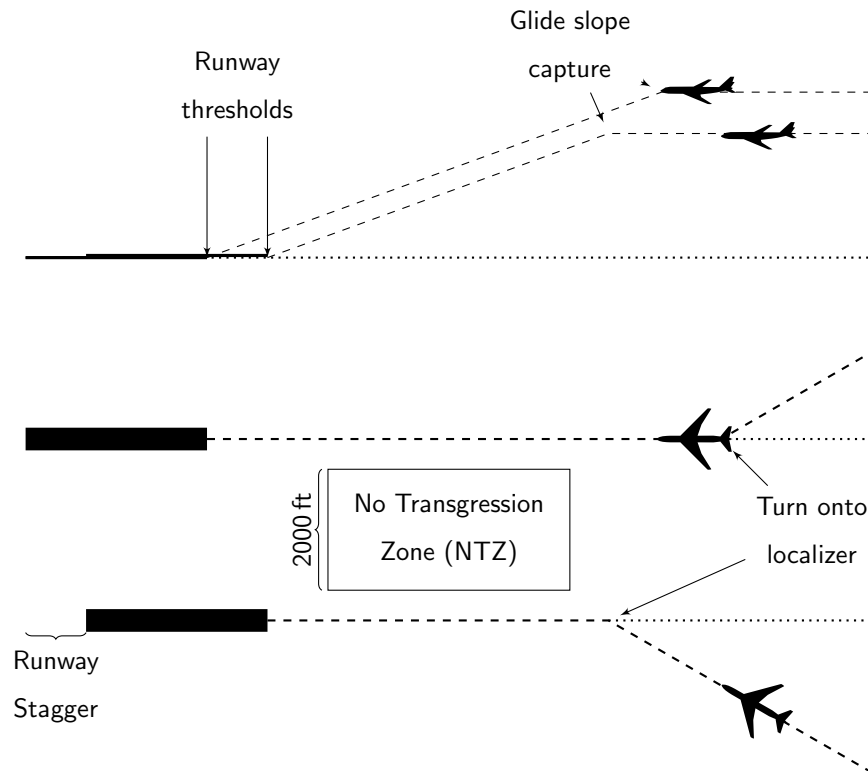 Glide slope
capture
Runway
thresholds
No Transgression
Zone (NTZ)
2000 ft
Turn onto
localizer
Runway
Stagger